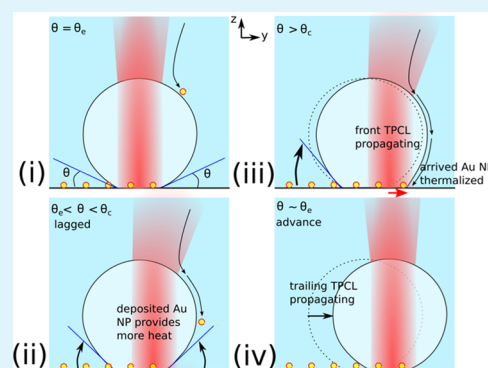 θ = θe
(i)
θ
θ
z
y
θ > θc
front TPCL
propagating
(iii)
arrived Au N
thermalized
θe< θ < θc
lagged
deposited Au
NP provides
more heat
(ii)
θ ~ θe
advance
trailing TPCL
propagating
(iv)